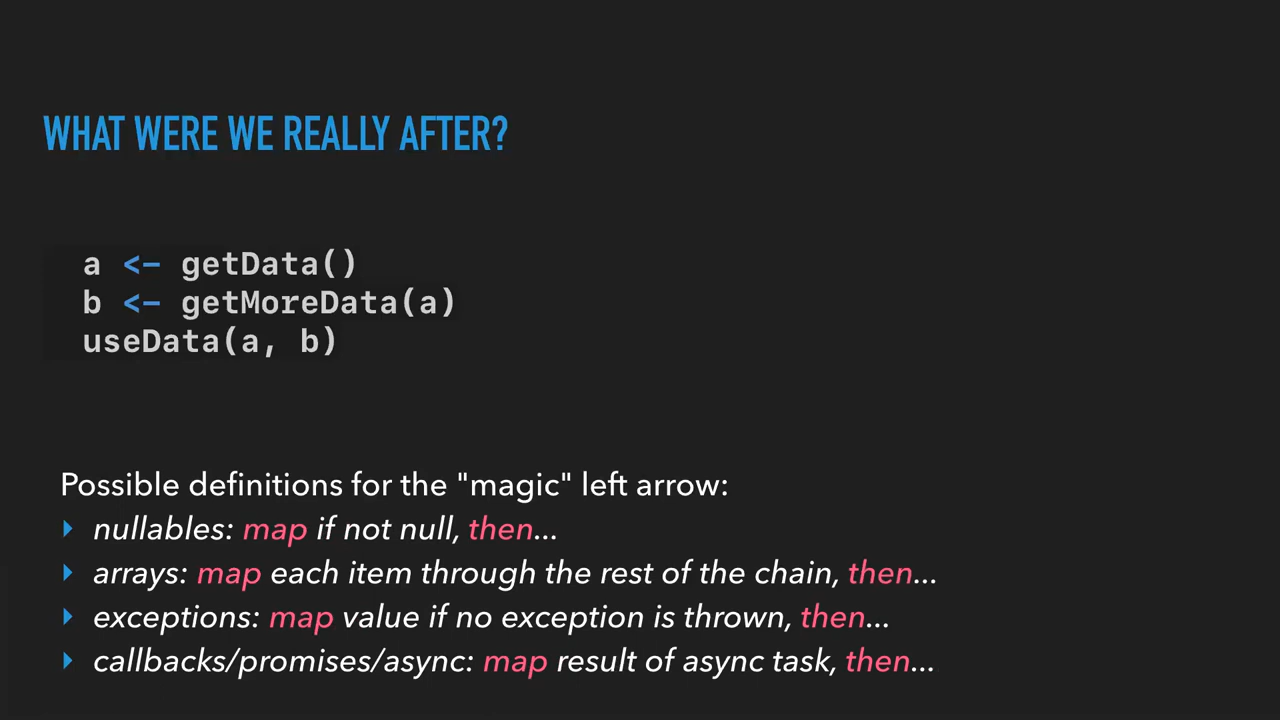 WHAT WERE WE REALLY AFTER?
a <- getData()
b <- getMoreData(a)
useData(a, b)
Possible definitions for the "magic" left arrow:
‣ nullables: map if not null, then...
‣ arrays: map each item through the rest of the chain, then...
‣ exceptions: map value if no exception is thrown, then...
‣ callbacks/promises/async: map result of async task, then...